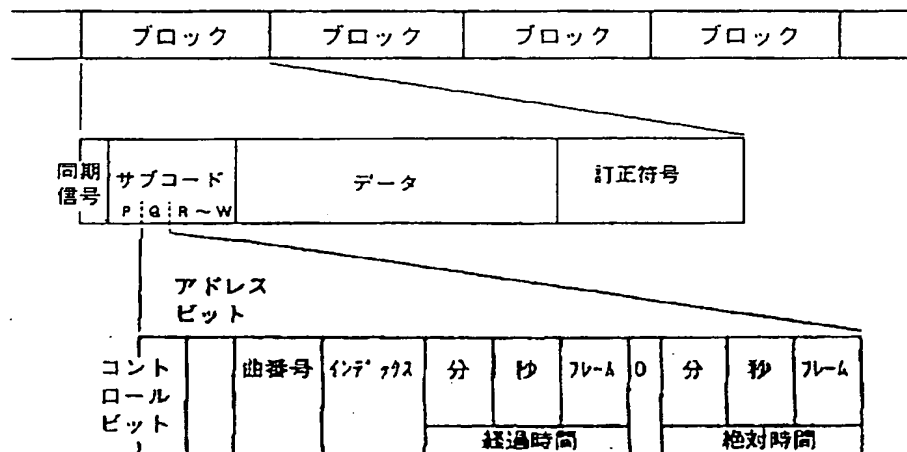 ブロック ブロック ブロック ブロック
同期
信号
サブコード
P Q R〜W
データ
訂正符号
アドレス
ビット
コント
ロール
ビット
曲番号 インデックス 分 秒 フレーム 0 分 秒 フレーム
経過時間 絶対時間